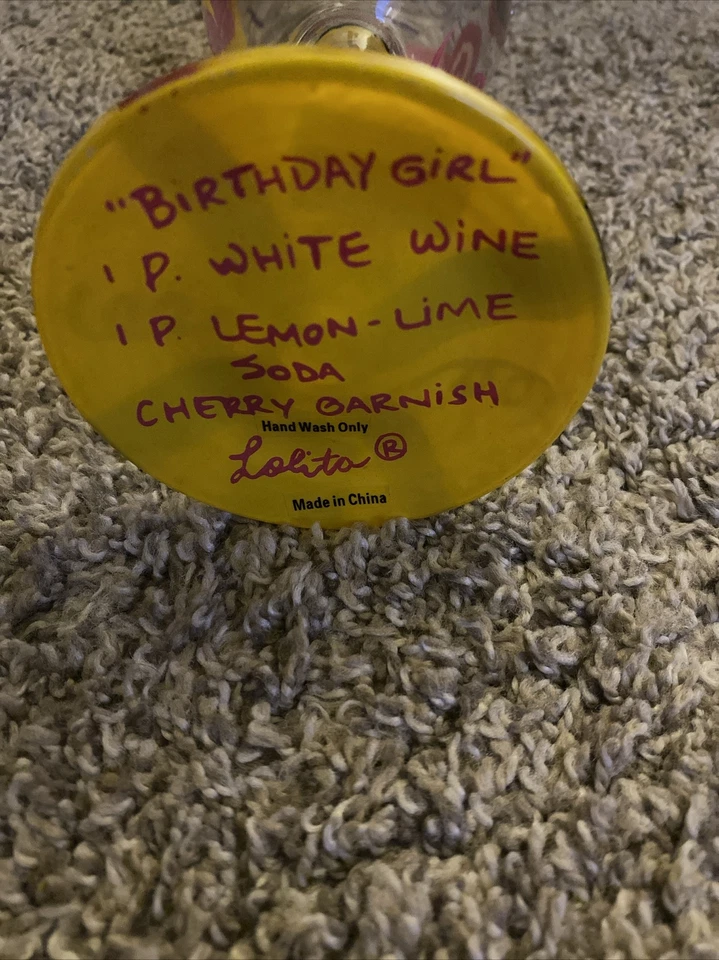 "BiRTHDAY GiRL"
1 P. WHiTE WiNE
1 P. LEMON-LiME
SODA
CHERRY GARNiSH
Hand Wash Only
Lolita ®
Made in China